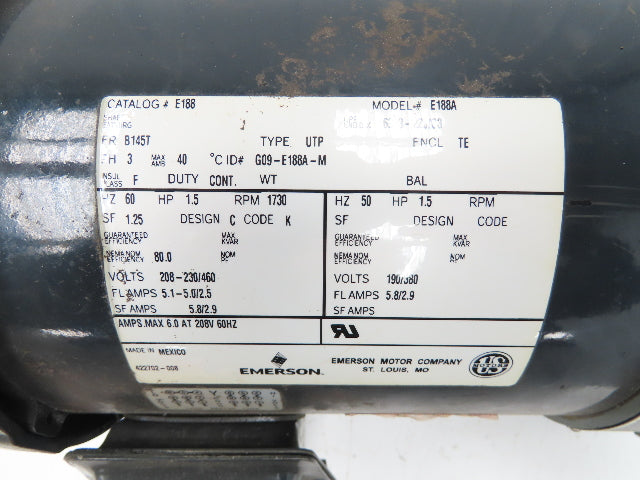 CATALOG # E188 MODEL # E188A
FR B145T TYPE UTP ENCL TE
PH 3 MAX AMB 40 °C ID# G09-E188A-M
INSUL CLASS F DUTY CONT. WT BAL
HZ 60 HP 1.5 RPM 1730 HZ 50 HP 1.5 RPM
SF 1.25 DESIGN C CODE K SF DESIGN CODE
GUARANTEED EFFICIENCY MAX KVAR GUARANTEED EFFICIENCY MAX KVAR
NEMA NOM. EFFICIENCY 80.0 NOM NEMA NOM. EFFICIENCY NOM
VOLTS 208-230/460 VOLTS 190/380
FL AMPS 5.1-5.0/2.5 FL AMPS 5.8/2.9
SF AMPS 5.8/2.9 SF AMPS
AMPS.MAX 6.0 AT 208V 60HZ
MADE IN MEXICO
EMERSON MOTOR COMPANY
ST. LOUIS, MO
EMERSON.